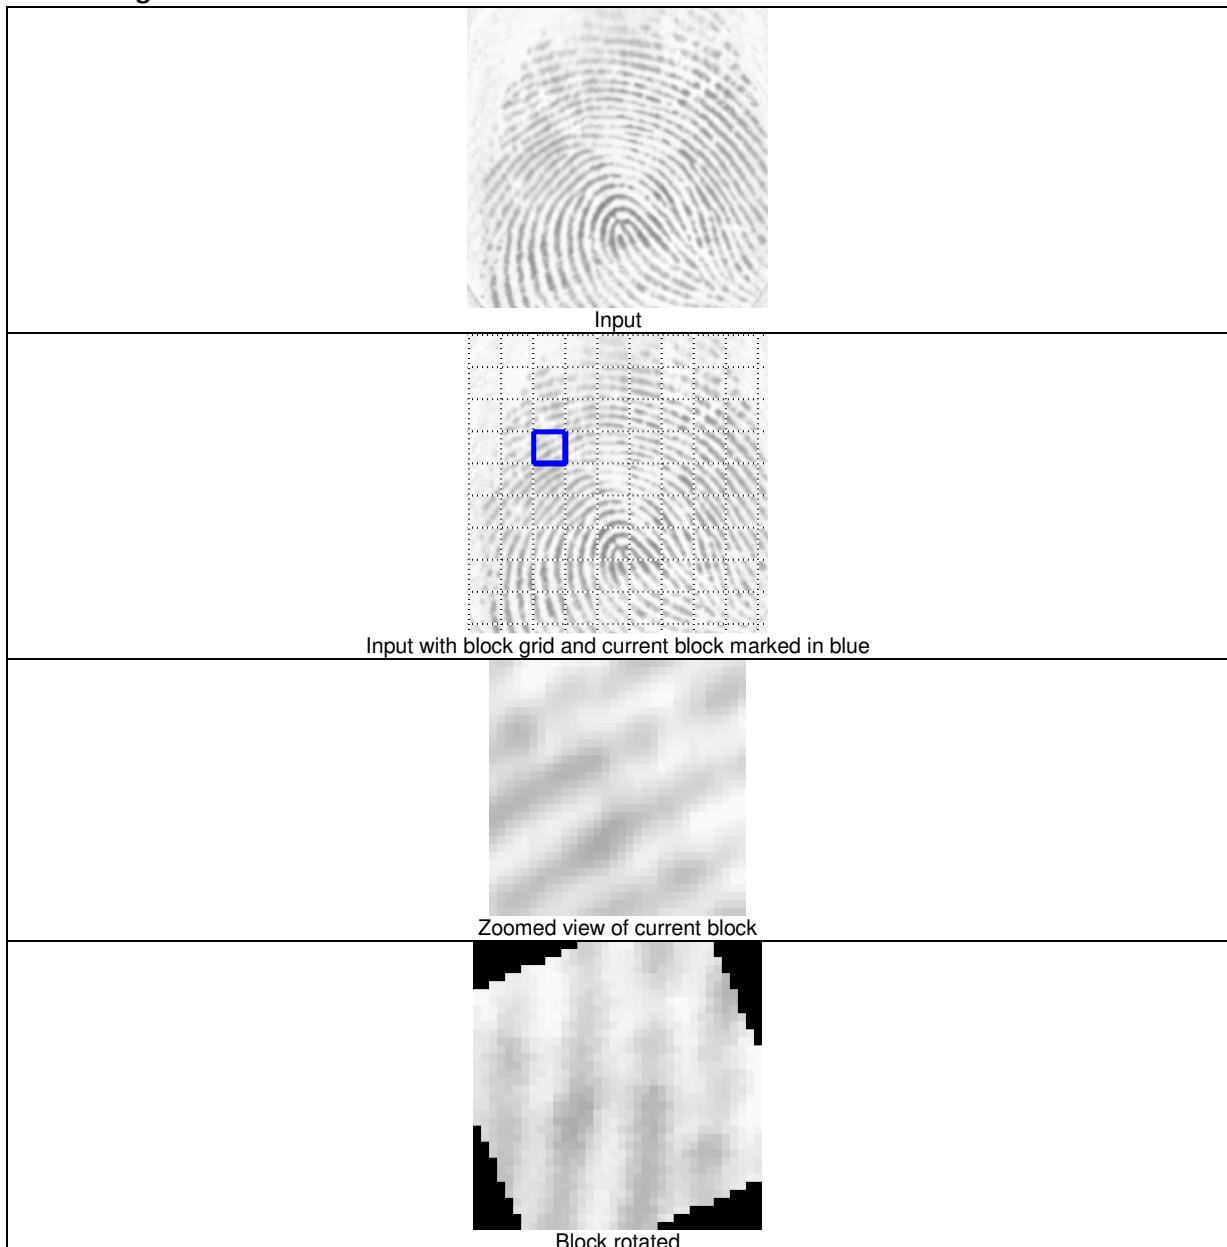 Input
Input with block grid and current block marked in blue
Zoomed view of current block
Block rotated